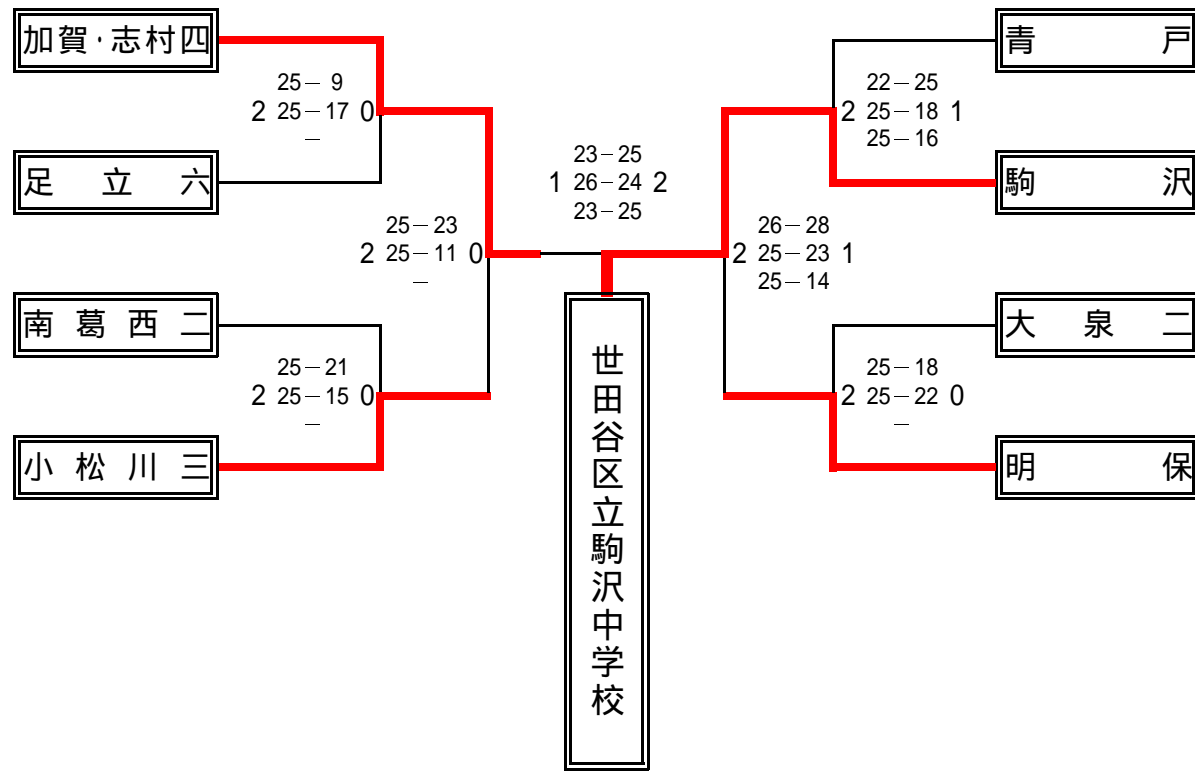 加賀・志村四
25－ 9
2 25－17 0
－
足立六
25－23
2 25－11 0
－
南葛西二
25－21
2 25－15 0
－
小松川三
23－25
1 26－24 2
23－25
世田谷区立駒沢中学校
青戸
22－25
2 25－18 1
25－16
駒沢
26－28
2 25－23 1
25－14
大泉二
25－18
2 25－22 0
－
明保